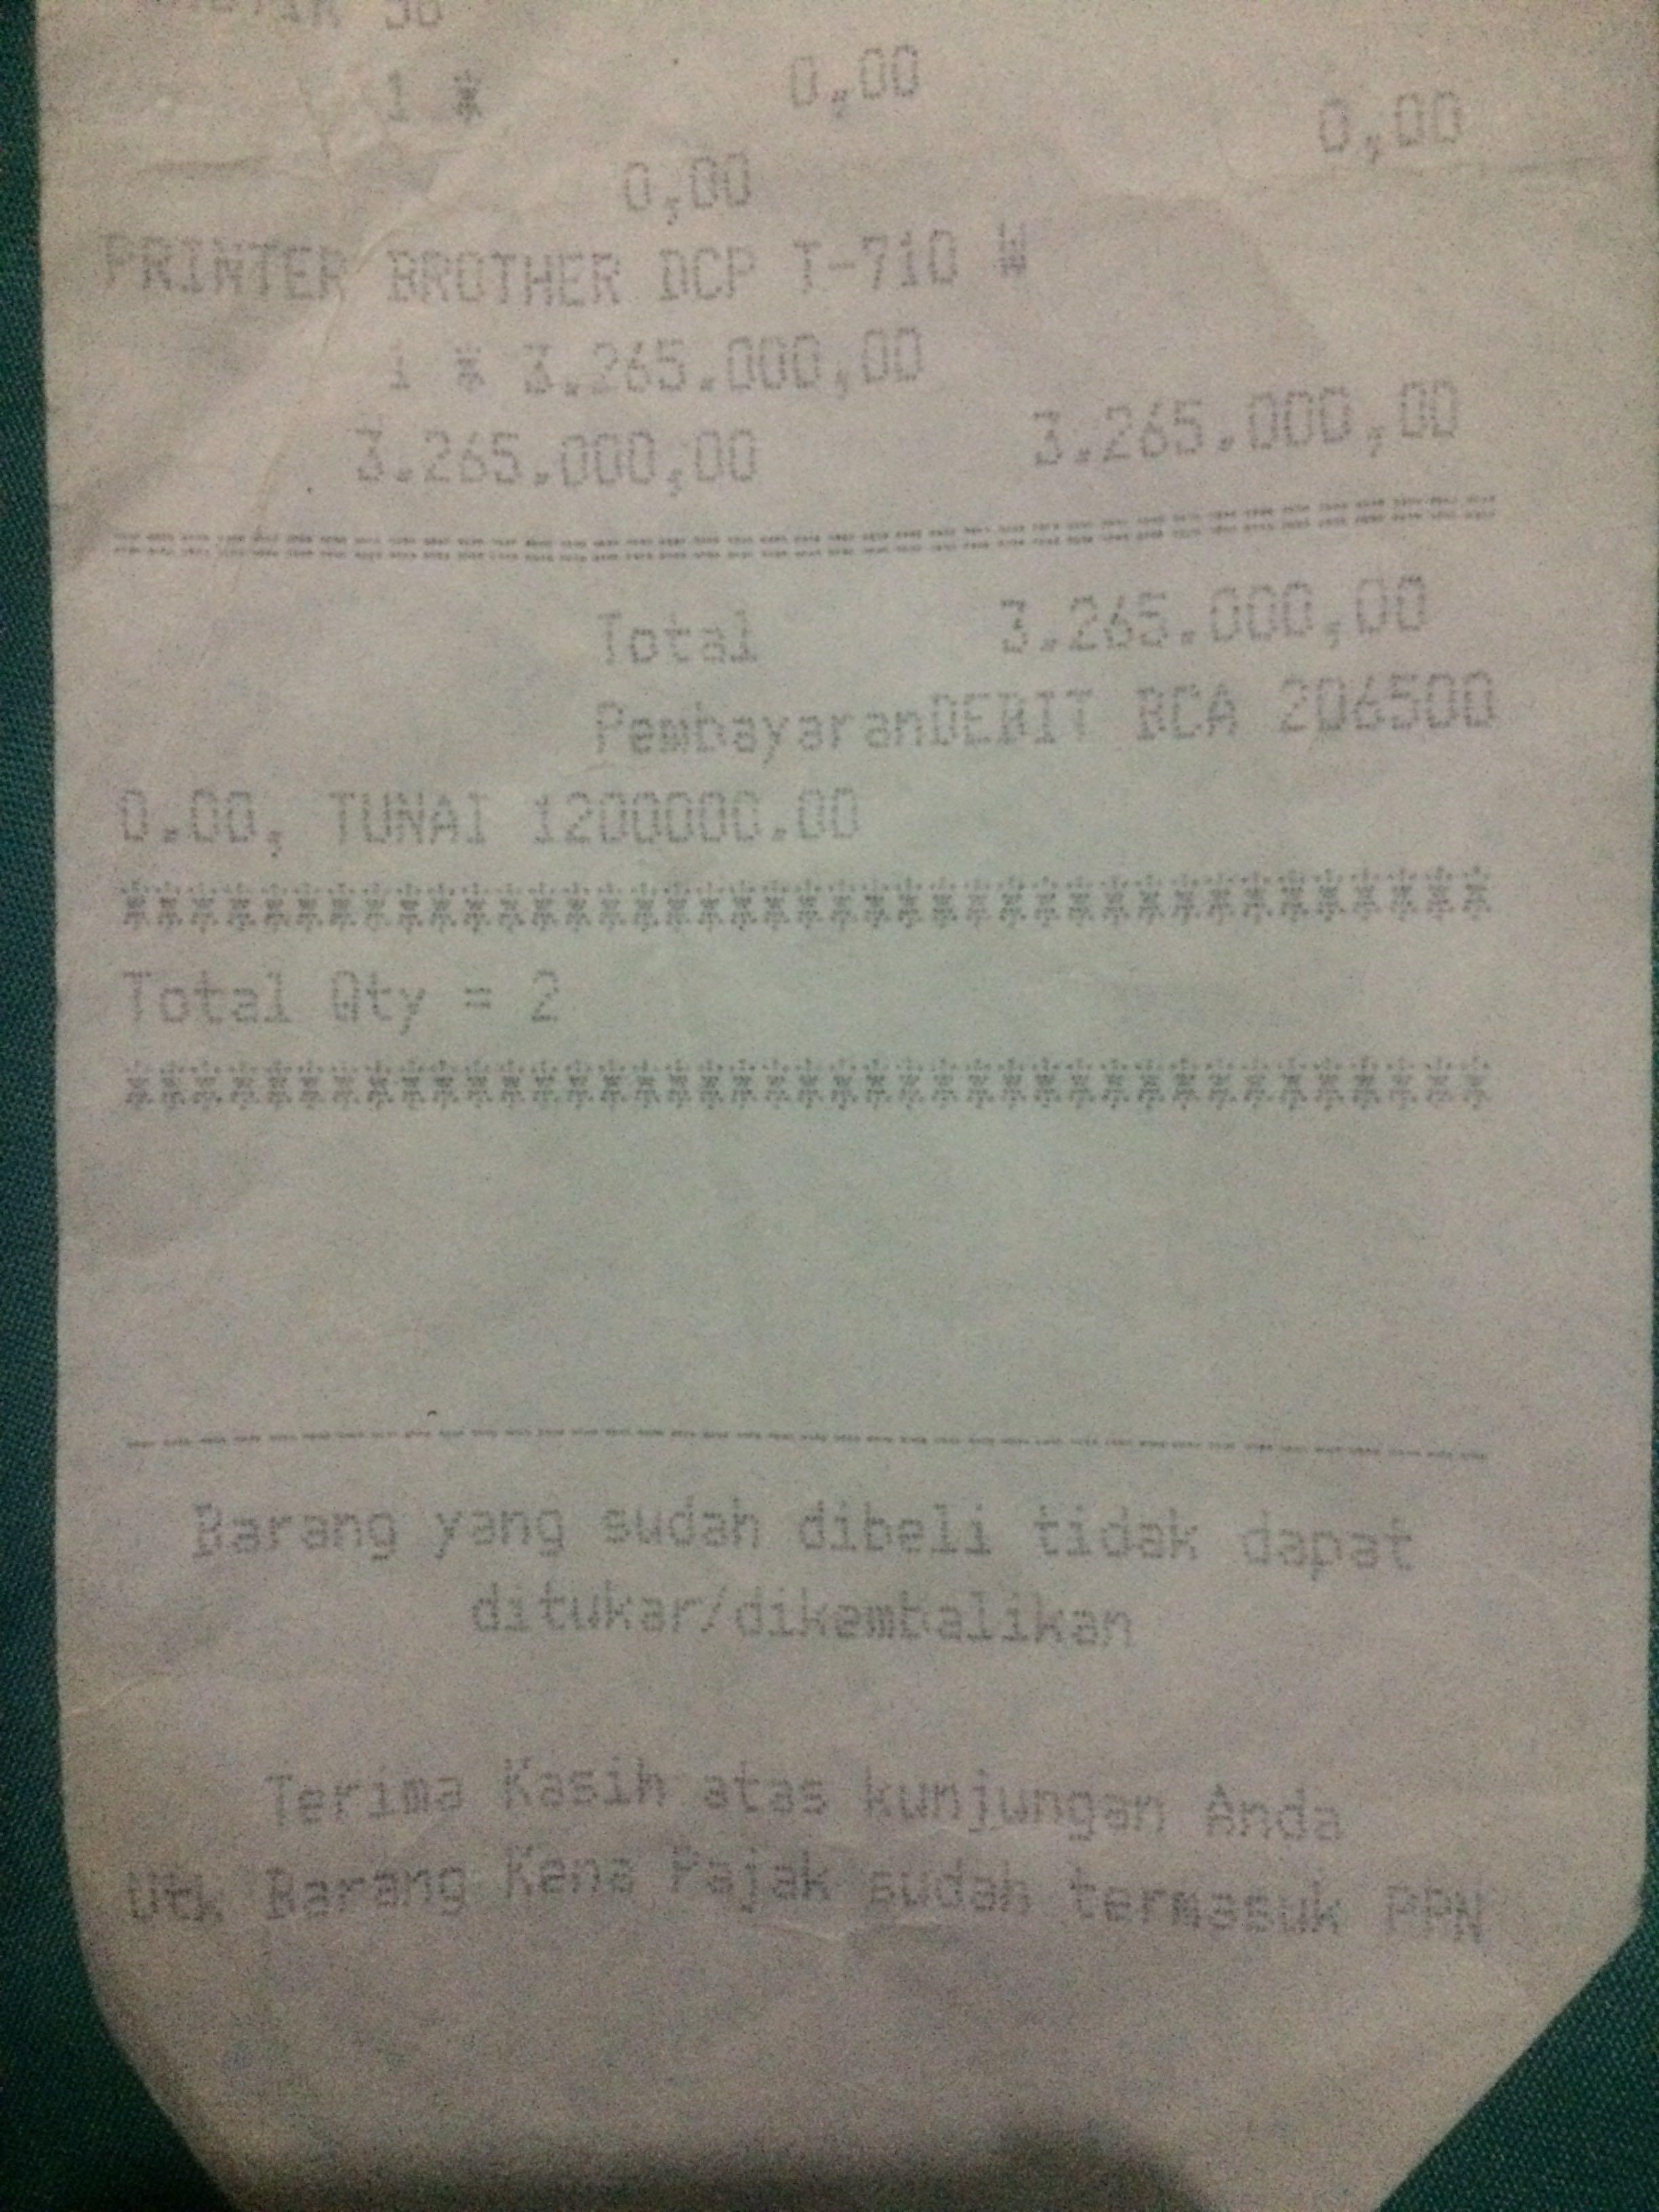 1 * 0,00
0,00 0,00
PRINTER BROTHER DCP T-710 W
1 * 3.265.000,00
3.265.000,00 3.265.000,00
========================================
Total 3.265.000,00
PembayaranDEBIT BCA 206500
0.00, TUNAI 1200000.00
****************************************
Total Qty = 2
****************************************
----------------------------------------
Barang yang sudah dibeli tidak dapat
ditukar/dikembalikan
Terima Kasih atas kunjungan Anda
Utk Barang Kena Pajak sudah termasuk PPN